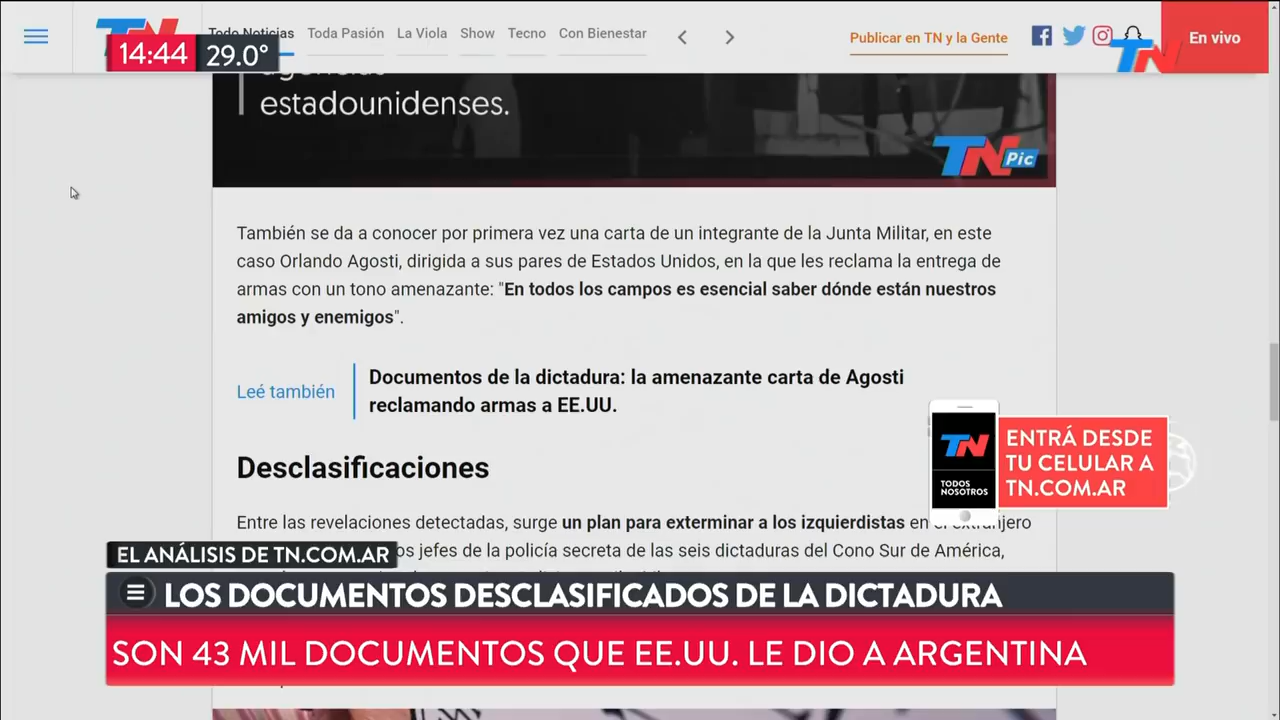 TN
Todo Noticias
Toda Pasión
La Viola
Show
Tecno
Con Bienestar
Publicar en TN y la Gente
En vivo
14:44 29.0°
TN
agencias
estadounidenses.
TN Pic
También se da a conocer por primera vez una carta de un integrante de la Junta Militar, en este
caso Orlando Agosti, dirigida a sus pares de Estados Unidos, en la que les reclama la entrega de
armas con un tono amenazante: "En todos los campos es esencial saber dónde están nuestros
amigos y enemigos".
Leé también
Documentos de la dictadura: la amenazante carta de Agosti
reclamando armas a EE.UU.
TN
TODOS
NOSOTROS
ENTRÁ DESDE
TU CELULAR A
TN.COM.AR
Desclasificaciones
Entre las revelaciones detectadas, surge un plan para exterminar a los izquierdistas en el extranjero
jefes de la policía secreta de las seis dictaduras del Cono Sur de América,
EL ANÁLISIS DE TN.COM.AR
LOS DOCUMENTOS DESCLASIFICADOS DE LA DICTADURA
SON 43 MIL DOCUMENTOS QUE EE.UU. LE DIO A ARGENTINA